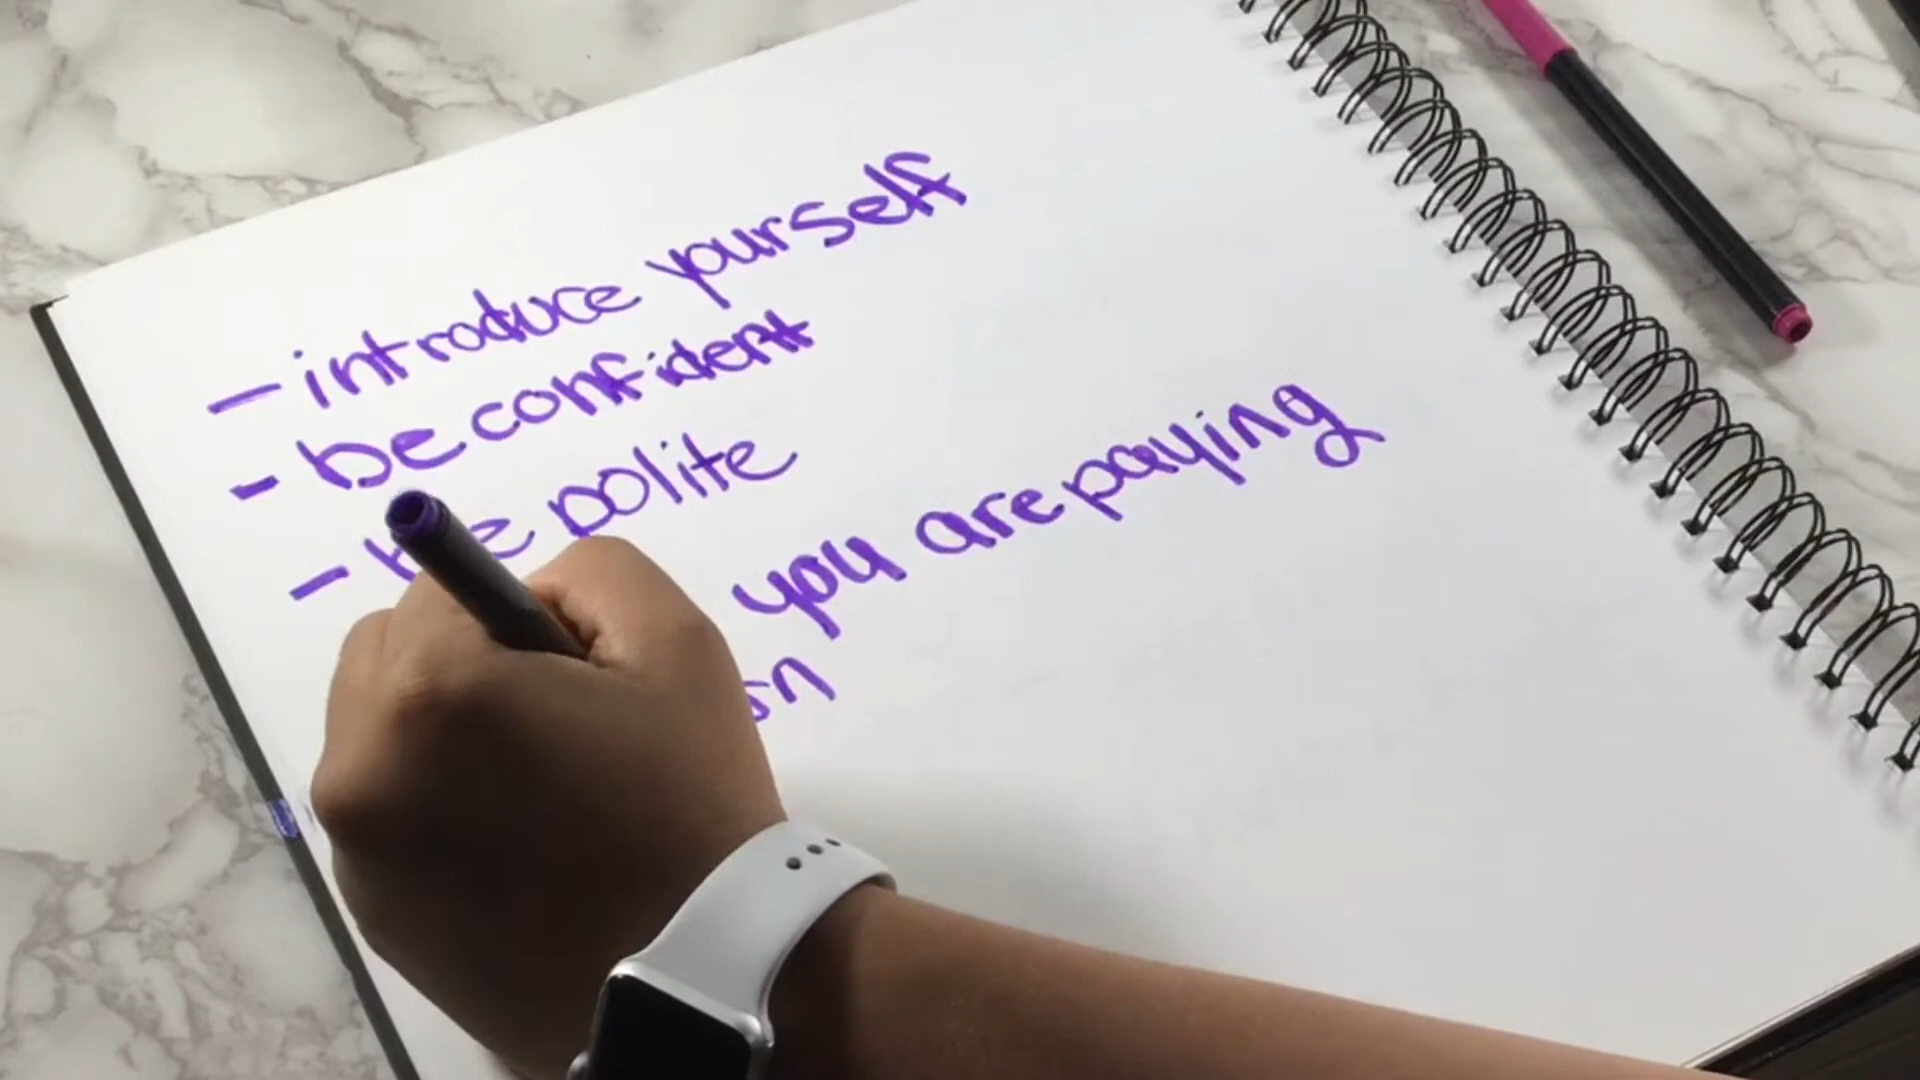 - introduce yourself
- be confident
- be polite
you are paying